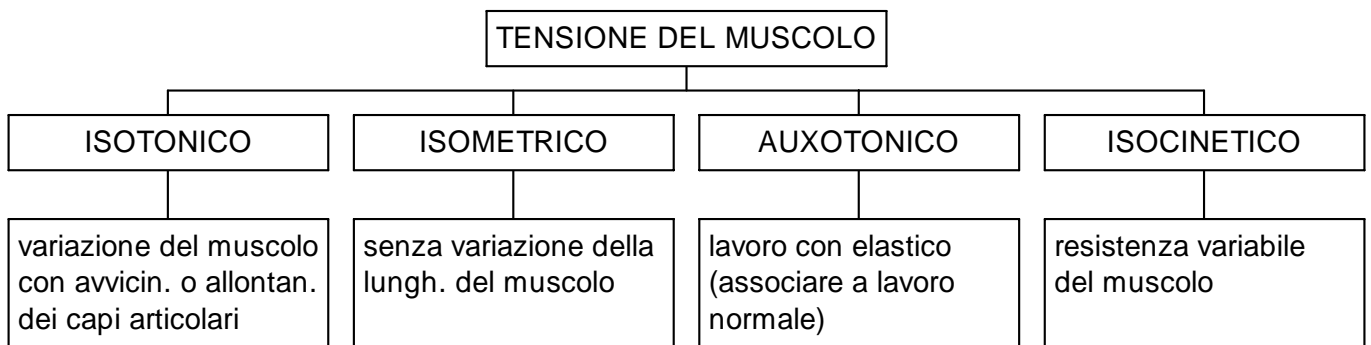 TENSIONE DEL MUSCOLO
ISOTONICO
ISOMETRICO
AUXOTONICO
ISOCINETICO
variazione del muscolo
con avvicin. o allontan.
dei capi articolari
senza variazione della
lungh. del muscolo
lavoro con elastico
(associare a lavoro
normale)
resistenza variabile
del muscolo